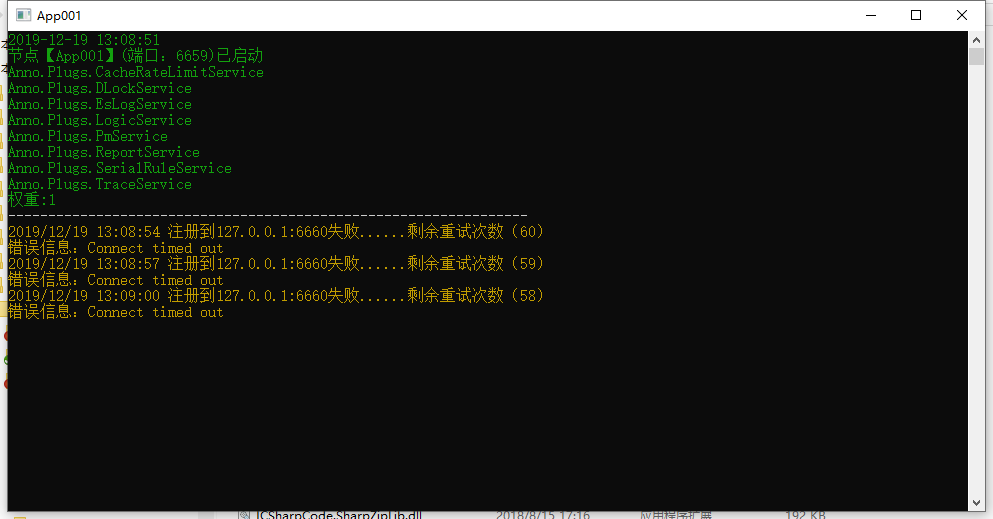 App001
2019-12-19 13:08:51
节点【App001】(端口：6659)已启动
Anno.Plugs.CacheRateLimitService
Anno.Plugs.DLockService
Anno.Plugs.EsLogService
Anno.Plugs.LogicService
Anno.Plugs.PmService
Anno.Plugs.ReportService
Anno.Plugs.SerialRuleService
Anno.Plugs.TraceService
权重:1
-----------------------------------------------------------------
2019/12/19 13:08:54 注册到127.0.0.1:6660失败......剩余重试次数（60）
错误信息：Connect timed out
2019/12/19 13:08:57 注册到127.0.0.1:6660失败......剩余重试次数（59）
错误信息：Connect timed out
2019/12/19 13:09:00 注册到127.0.0.1:6660失败......剩余重试次数（58）
错误信息：Connect timed out
ICSharpCode.SharpZipLib.dll 2018/8/15 17:16 应用程序扩展 192 KB